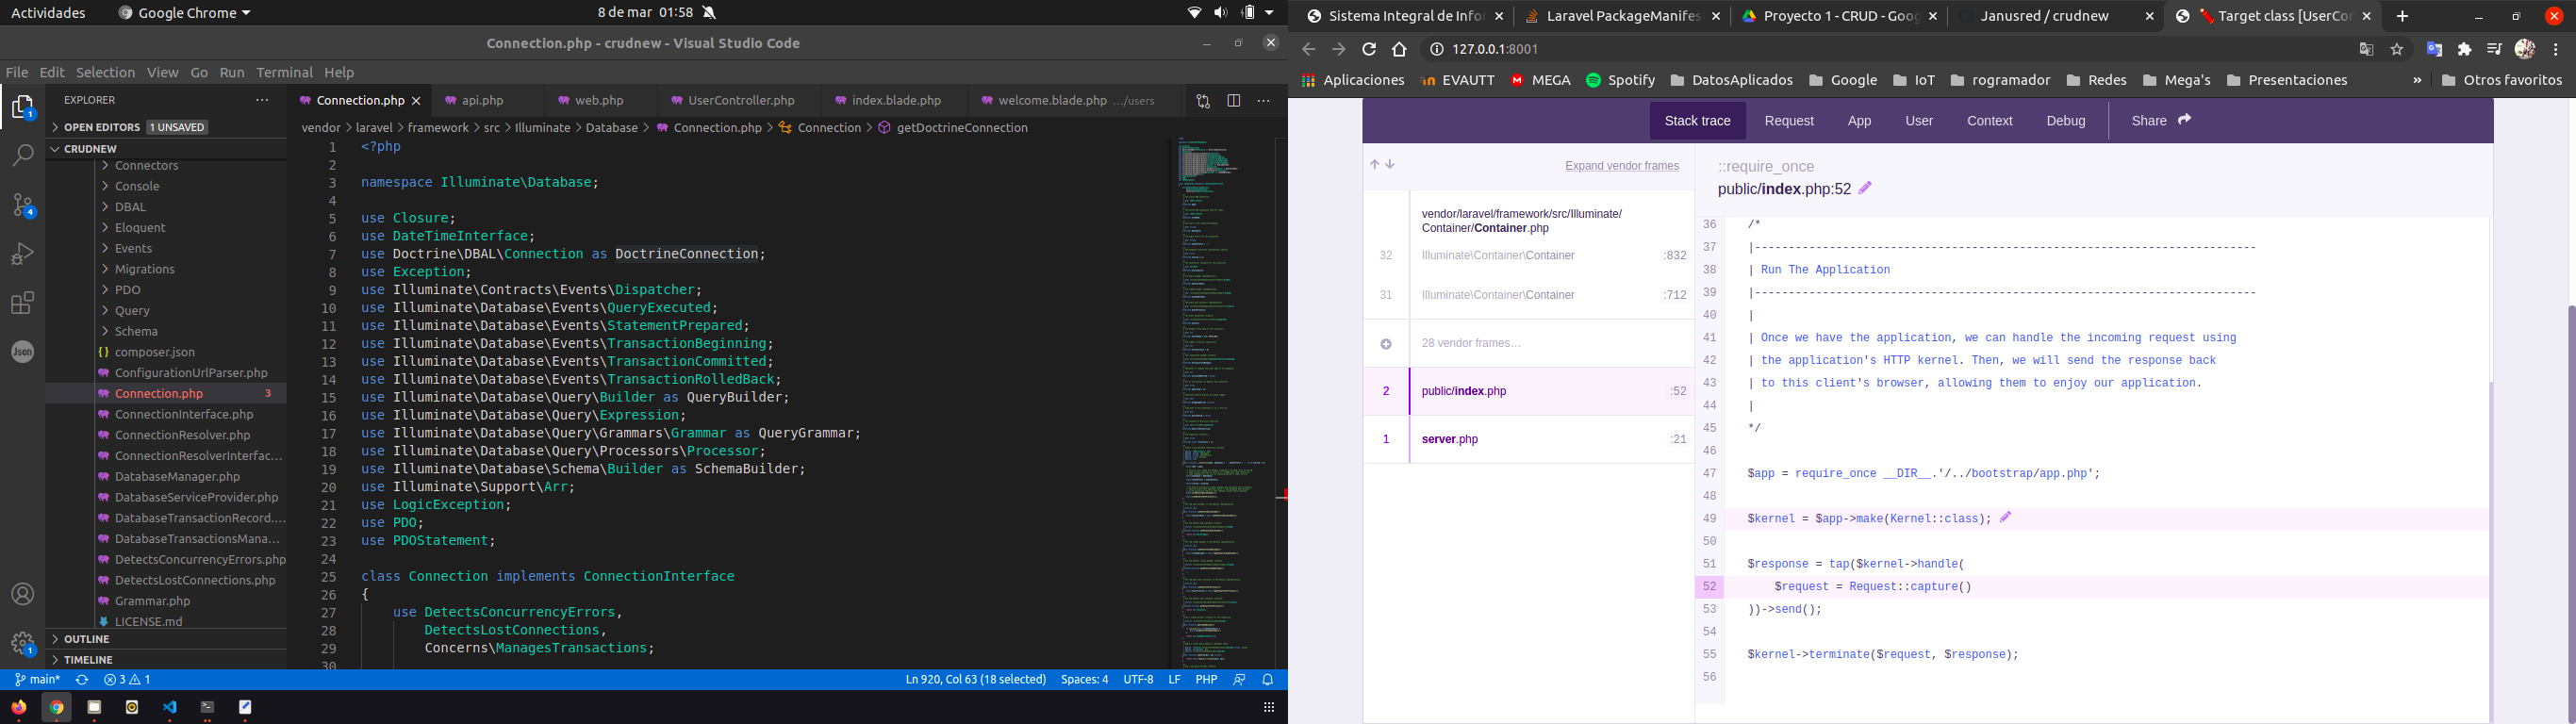 Actividades
Google Chrome
8 de mar 01:58
Connection.php - crudnew - Visual Studio Code
File Edit Selection View Go Run Terminal Help
EXPLORER
OPEN EDITORS 1 UNSAVED
CRUDNEW
Connectors
Console
DBAL
Eloquent
Events
Migrations
PDO
Query
Schema
{ } composer.json
ConfigurationUrlParser.php
Connection.php 3
ConnectionInterface.php
ConnectionResolver.php
ConnectionResolverInterfac...
DatabaseManager.php
DatabaseServiceProvider.php
DatabaseTransactionRecord....
DatabaseTransactionsMana...
DetectsConcurrencyErrors.php
DetectsLostConnections.php
Grammar.php
LICENSE.md
OUTLINE
TIMELINE
1
4
Json
1
Connection.php api.php web.php UserController.php index.blade.php welcome.blade.php .../users
vendor > laravel > framework > src > Illuminate > Database > Connection.php > Connection > getDoctrineConnection
1 <?php
2
3 namespace Illuminate\Database;
4
5 use Closure;
6 use DateTimeInterface;
7 use Doctrine\DBAL\Connection as DoctrineConnection;
8 use Exception;
9 use Illuminate\Contracts\Events\Dispatcher;
10 use Illuminate\Database\Events\QueryExecuted;
11 use Illuminate\Database\Events\StatementPrepared;
12 use Illuminate\Database\Events\TransactionBeginning;
13 use Illuminate\Database\Events\TransactionCommitted;
14 use Illuminate\Database\Events\TransactionRolledBack;
15 use Illuminate\Database\Query\Builder as QueryBuilder;
16 use Illuminate\Database\Query\Expression;
17 use Illuminate\Database\Query\Grammars\Grammar as QueryGrammar;
18 use Illuminate\Database\Query\Processors\Processor;
19 use Illuminate\Database\Schema\Builder as SchemaBuilder;
20 use Illuminate\Support\Arr;
21 use LogicException;
22 use PDO;
23 use PDOStatement;
24
25 class Connection implements ConnectionInterface
26 {
27 use DetectsConcurrencyErrors,
28 DetectsLostConnections,
29 Concerns\ManagesTransactions;
30
main* 3 1 Ln 920, Col 63 (18 selected) Spaces: 4 UTF-8 LF PHP
Sistema Integral de Infor
Laravel PackageManifes
Proyecto 1 - CRUD - Goog
Janusred / crudnew
Target class [UserCon
127.0.0.1:8001
Aplicaciones EVAUTT MEGA Spotify DatosAplicados Google IoT rogramador Redes Mega's Presentaciones » Otros favoritos
Stack trace Request App User Context Debug Share
Expand vendor frames
vendor/laravel/framework/src/Illuminate/
Container/Container.php
32 Illuminate\Container\Container :832
31 Illuminate\Container\Container :712
28 vendor frames…
2 public/index.php :52
1 server.php :21
::require_once
public/index.php:52
36 /*
37 |--------------------------------------------------------------------------
38 | Run The Application
39 |--------------------------------------------------------------------------
40 |
41 | Once we have the application, we can handle the incoming request using
42 | the application's HTTP kernel. Then, we will send the response back
43 | to this client's browser, allowing them to enjoy our application.
44 |
45 */
46
47 $app = require_once __DIR__.'/../bootstrap/app.php';
48
49 $kernel = $app->make(Kernel::class);
50
51 $response = tap($kernel->handle(
52 $request = Request::capture()
53 ))->send();
54
55 $kernel->terminate($request, $response);
56